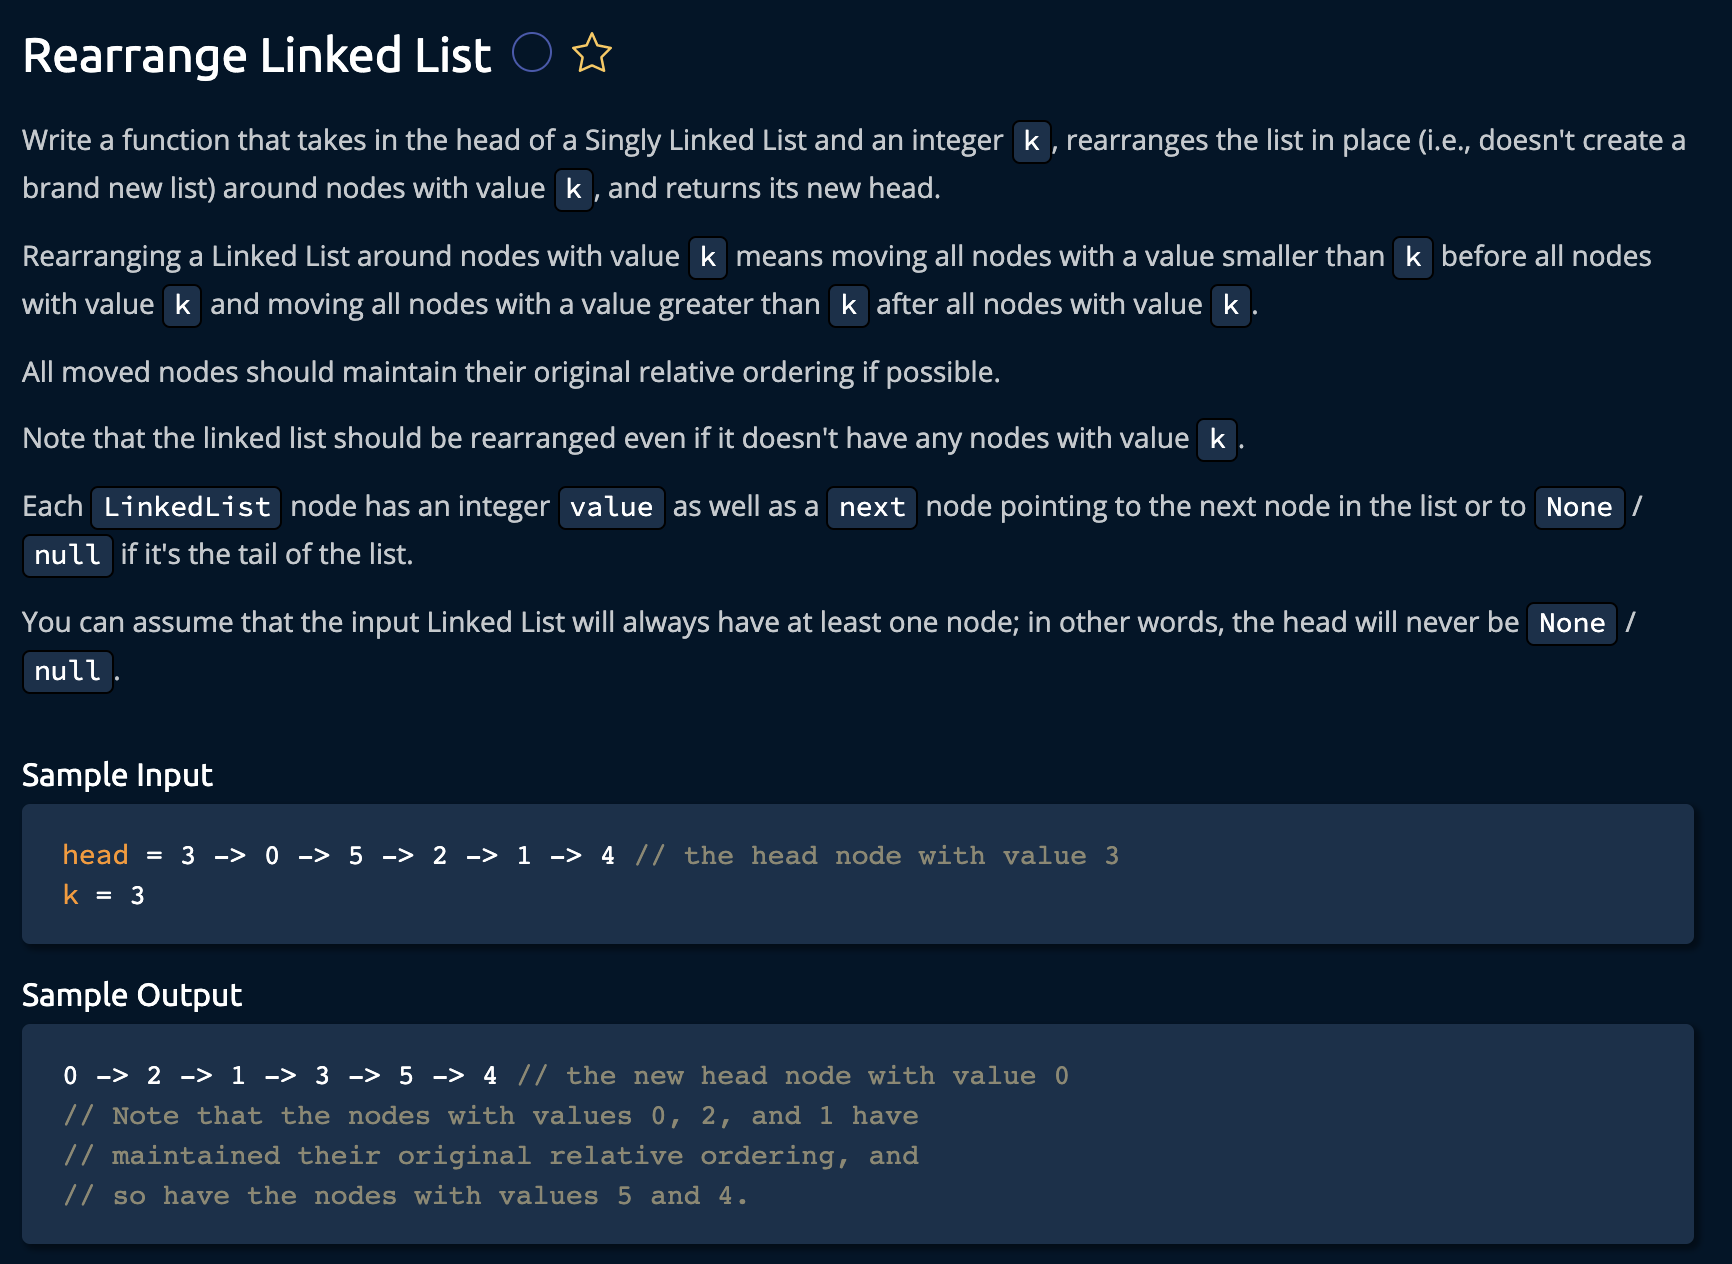 Rearrange Linked List
Write a function that takes in the head of a Singly Linked List and an integer k, rearranges the list in place (i.e., doesn't create a
brand new list) around nodes with value k, and returns its new head.
Rearranging a Linked List around nodes with value k means moving all nodes with a value smaller than k before all nodes
with value k and moving all nodes with a value greater than k after all nodes with value k.
All moved nodes should maintain their original relative ordering if possible.
Note that the linked list should be rearranged even if it doesn't have any nodes with value k.
Each LinkedList node has an integer value as well as a next node pointing to the next node in the list or to None /
null if it's the tail of the list.
You can assume that the input Linked List will always have at least one node; in other words, the head will never be None /
null.
Sample Input
head = 3 -> 0 -> 5 -> 2 -> 1 -> 4 // the head node with value 3
k = 3
Sample Output
0 -> 2 -> 1 -> 3 -> 5 -> 4 // the new head node with value 0
// Note that the nodes with values 0, 2, and 1 have
// maintained their original relative ordering, and
// so have the nodes with values 5 and 4.